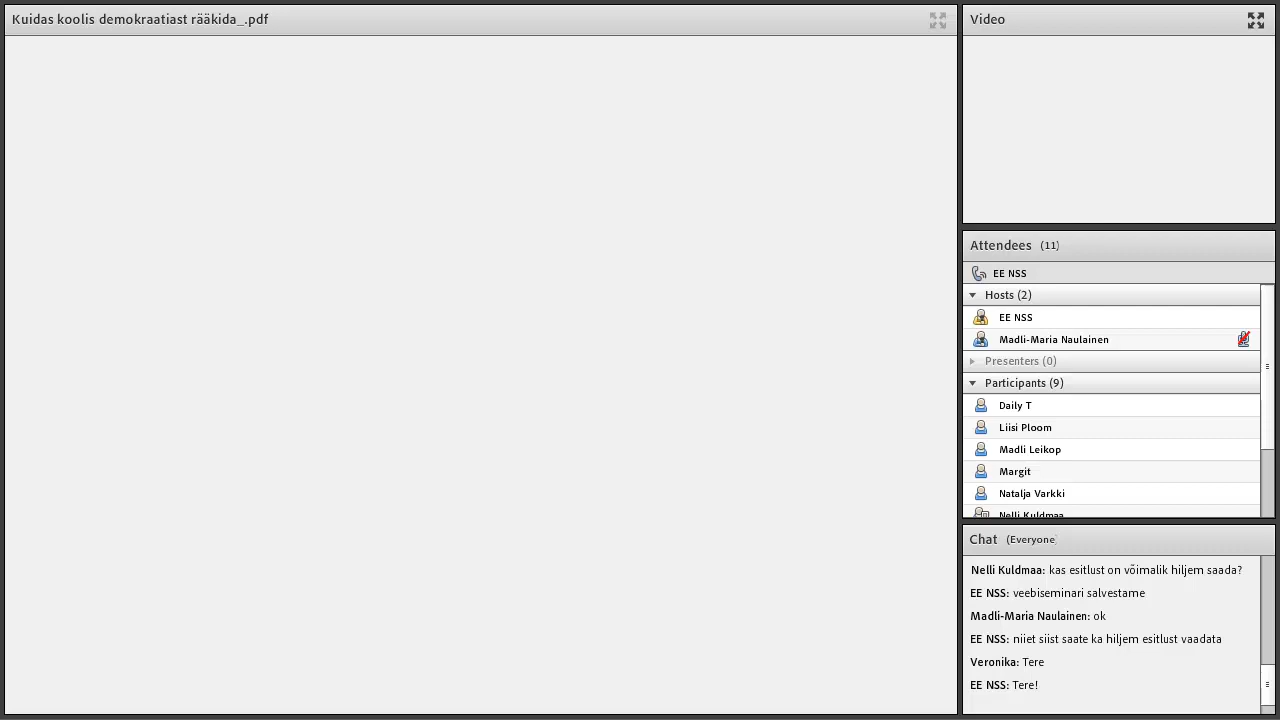 Kuidas koolis demokraatiast rääkida_.pdf
Video
Attendees (11)
EE NSS
Hosts (2)
EE NSS
Madli-Maria Naulainen
Presenters (0)
Participants (9)
Daily T
Liisi Ploom
Madli Leikop
Margit
Natalja Varkki
Nelli Kuldmaa
Chat (Everyone)
Nelli Kuldmaa: kas esitlust on võimalik hiljem saada?
EE NSS: veebiseminari salvestame
Madli-Maria Naulainen: ok
EE NSS: niiet siist saate ka hiljem esitlust vaadata
Veronika: Tere
EE NSS: Tere!